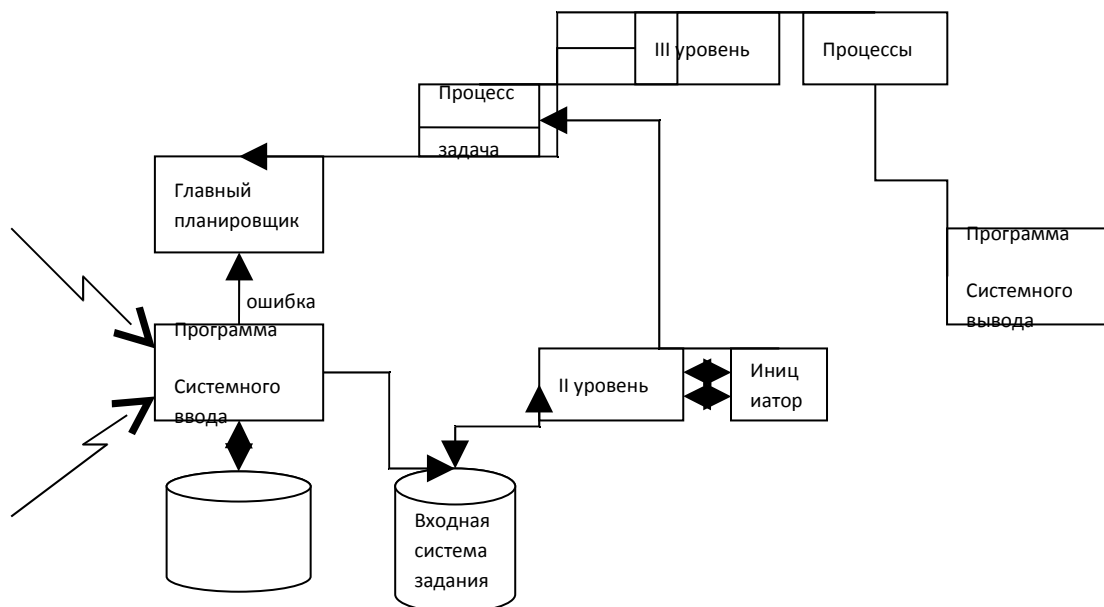 III уровень
Процессы
Процесс
задача
Главный
планировщик
Программа
Системного
вывода
ошибка
Программа
Системного
ввода
II уровень
Иниц
иатор
Входная
система
задания